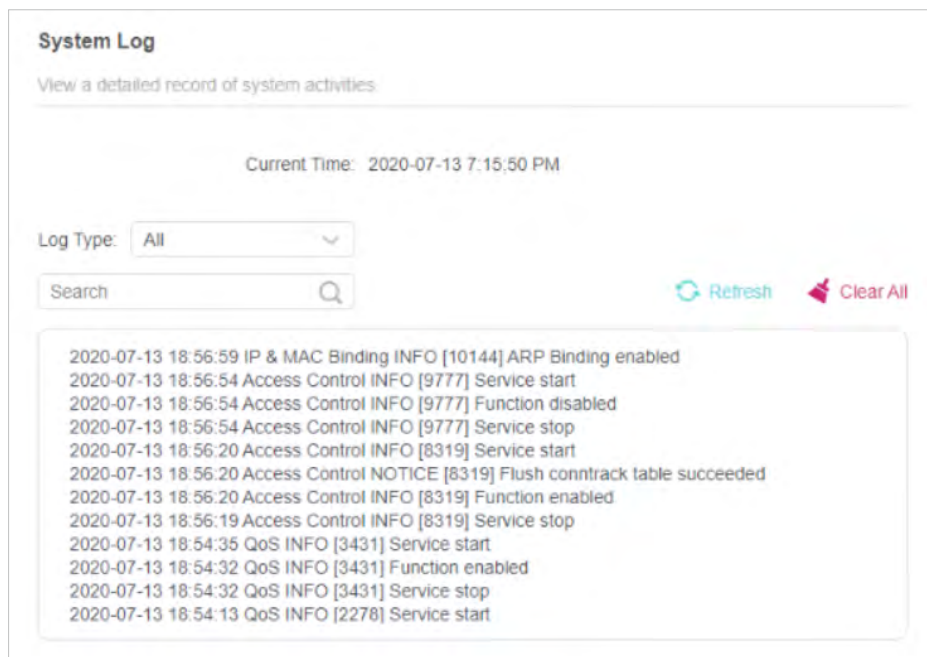 System Log
View a detailed record of system activities.
Current Time: 2020-07-13 7:15:50 PM
Log Type: All
Search Refresh Clear All
2020-07-13 18:56:59 IP & MAC Binding INFO [10144] ARP Binding enabled
2020-07-13 18:56:54 Access Control INFO [9777] Service start
2020-07-13 18:56:54 Access Control INFO [9777] Function disabled
2020-07-13 18:56:54 Access Control INFO [9777] Service stop
2020-07-13 18:56:20 Access Control INFO [8319] Service start
2020-07-13 18:56:20 Access Control NOTICE [8319] Flush conntrack table succeeded
2020-07-13 18:56:20 Access Control INFO [8319] Function enabled
2020-07-13 18:56:19 Access Control INFO [8319] Service stop
2020-07-13 18:54:35 QoS INFO [3431] Service start
2020-07-13 18:54:32 QoS INFO [3431] Function enabled
2020-07-13 18:54:32 QoS INFO [3431] Service stop
2020-07-13 18:54:13 QoS INFO [2278] Service start